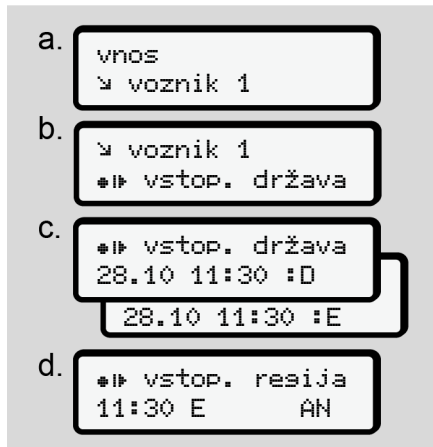 a.
vnos
voznik 1
b.
voznik 1
vstop. država
c.
vstop. država
28.10 11:30 :D
28.10 11:30 :E
d.
vstop. regija
11:30 E AN